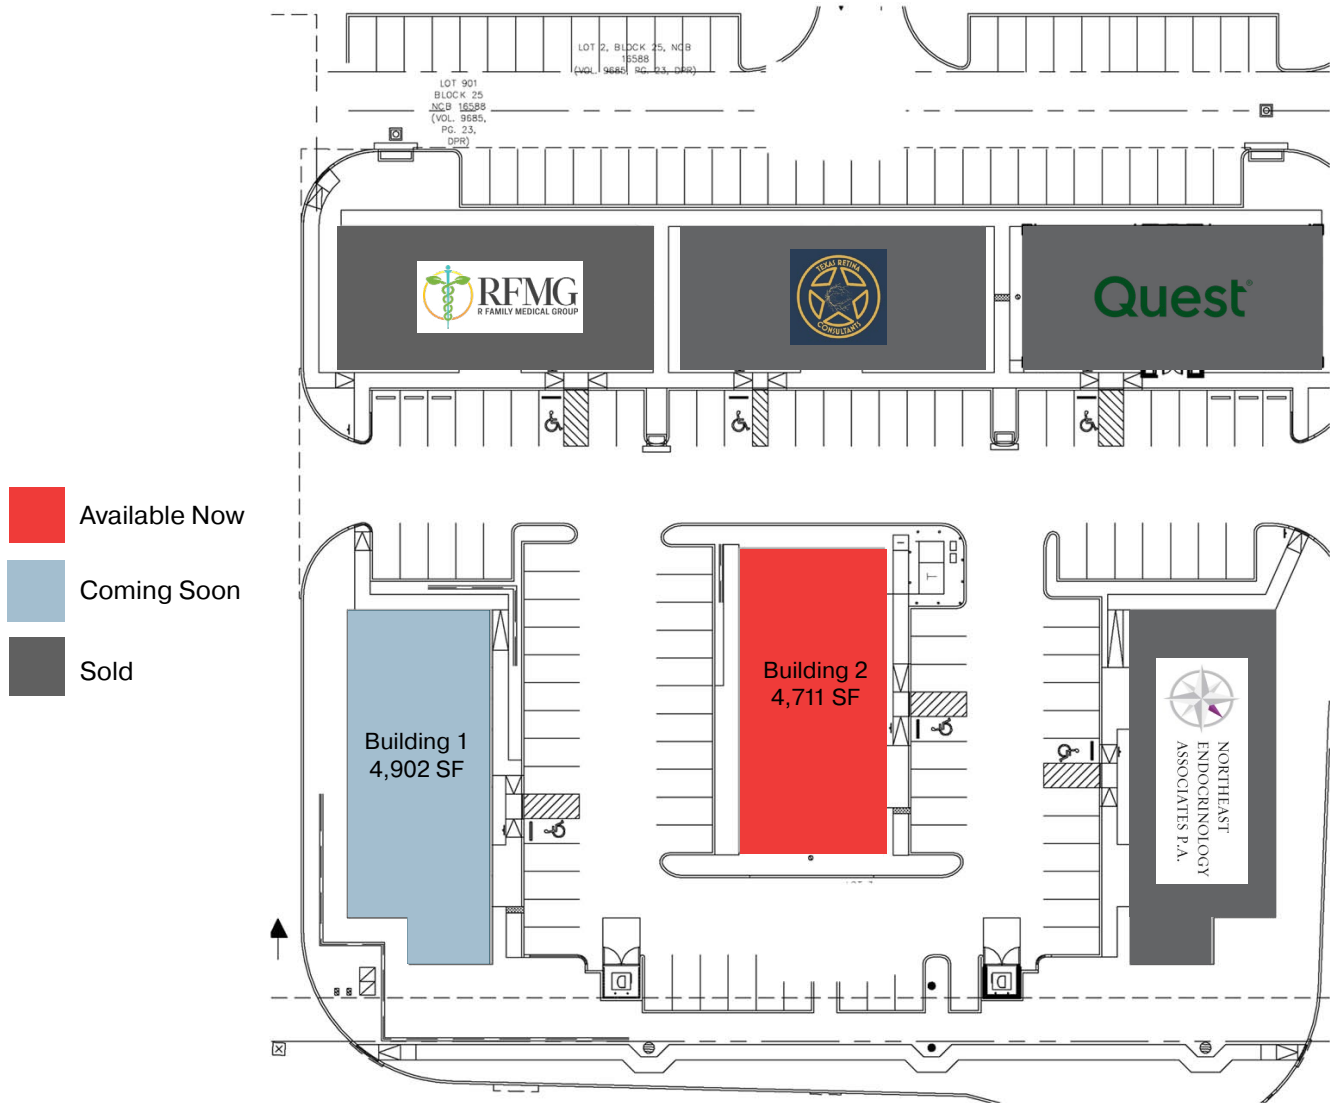 LOT 2, BLOCK 25, NCB
16588
(VOL. 9685, PG. 23, DPR)
LOT 901
BLOCK 25
NCB 16588
(VOL. 9685,
PG. 23,
DPR)
RFMG
R FAMILY MEDICAL GROUP
TEXAS RETINA
CONSULTANTS
Quest®
Available Now
Coming Soon
Sold
T
Building 2
4,711 SF
Building 1
4,902 SF
NORTHEAST
ENDOCRINOLOGY
ASSOCIATES P.A.
D
D